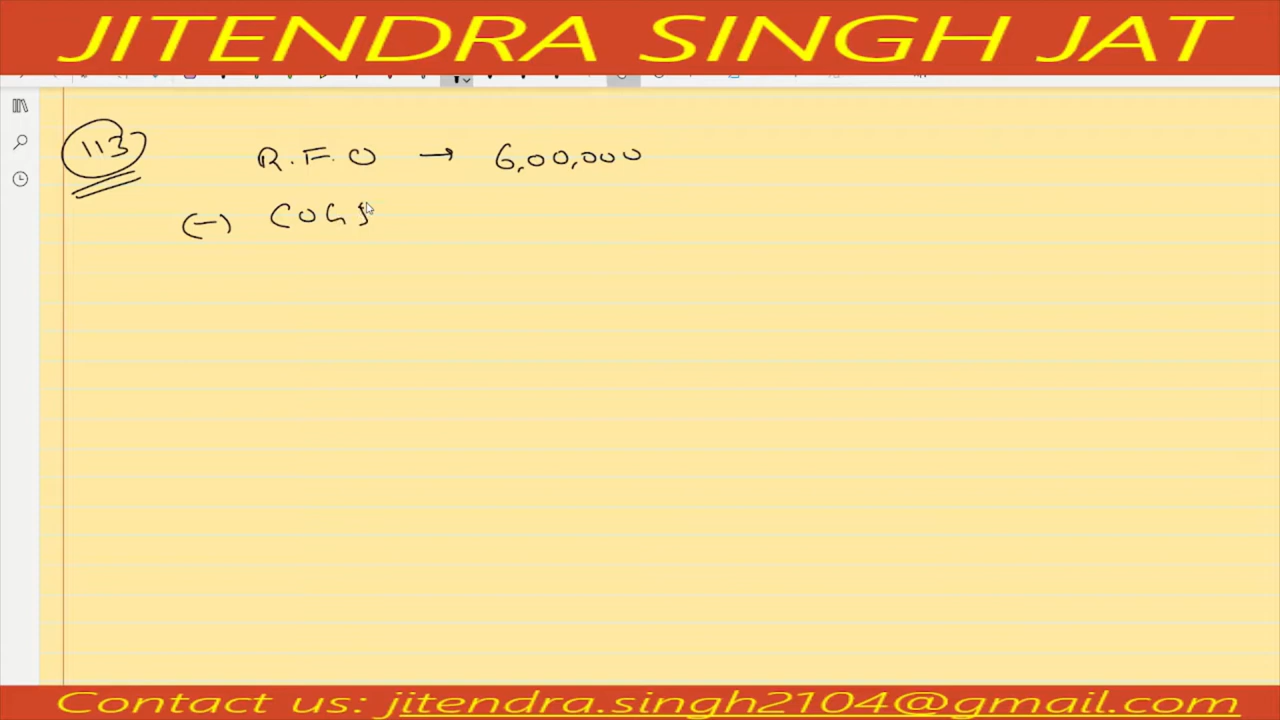 JITENDRA SINGH JAT
113
R.F.O → 6,00,000
(-) COGS
Contact us: jitendra.singh2104@gmail.com